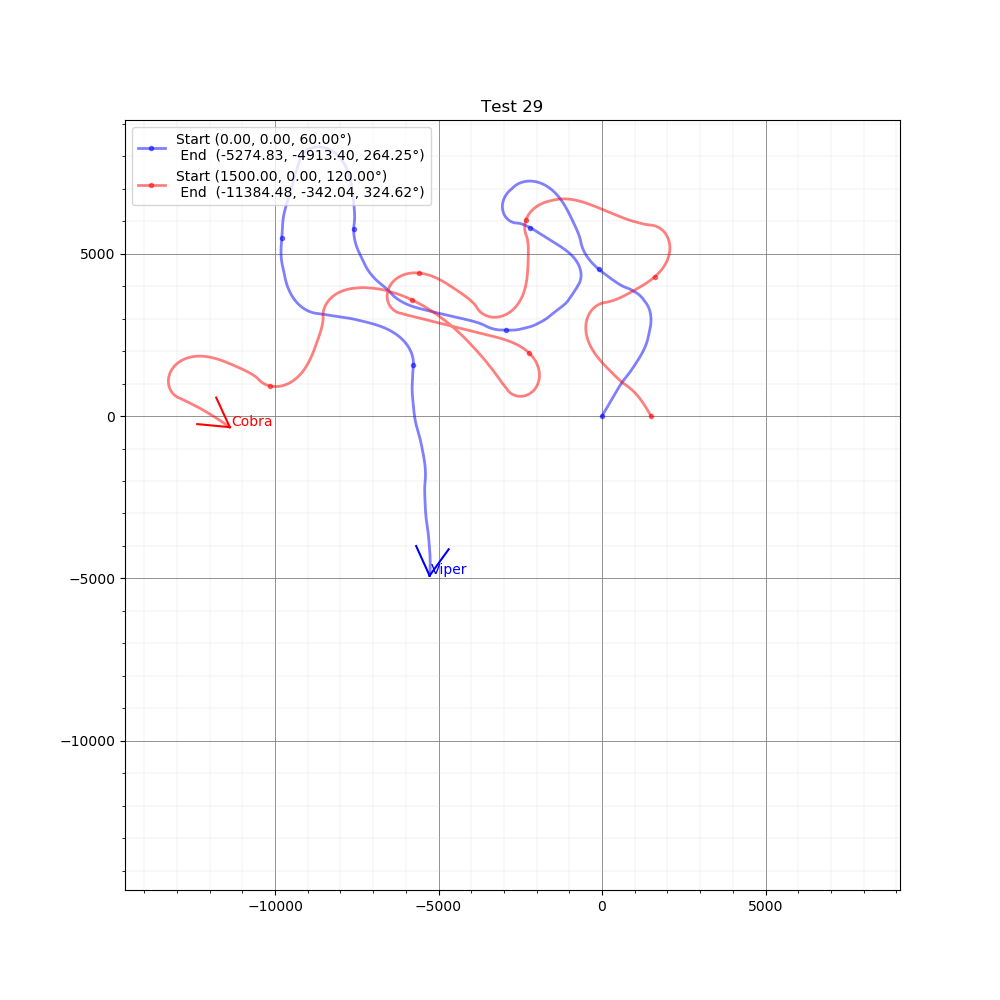 Test 29
Start (0.00, 0.00, 60.00°)
End  (-5274.83, -4913.40, 264.25°)
Start (1500.00, 0.00, 120.00°)
End  (-11384.48, -342.04, 324.62°)
5000
0
−5000
−10000
Cobra
Viper
−10000
−5000
0
5000